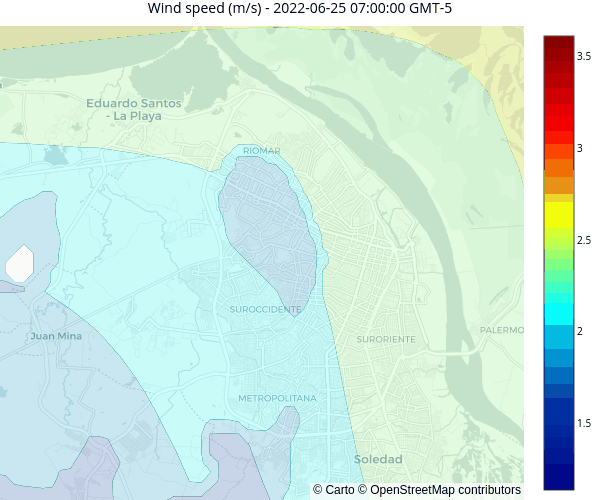 Wind speed (m/s) - 2022-06-25 07:00:00 GMT-5
Eduardo Santos
- La Playa
RIOMAR
SUROCCIDENTE
Juan Mina
SURORIENTE
PALERMO
METROPOLITANA
Soledad
© Carto © OpenStreetMap contributors
3.5
3
2.5
2
1.5